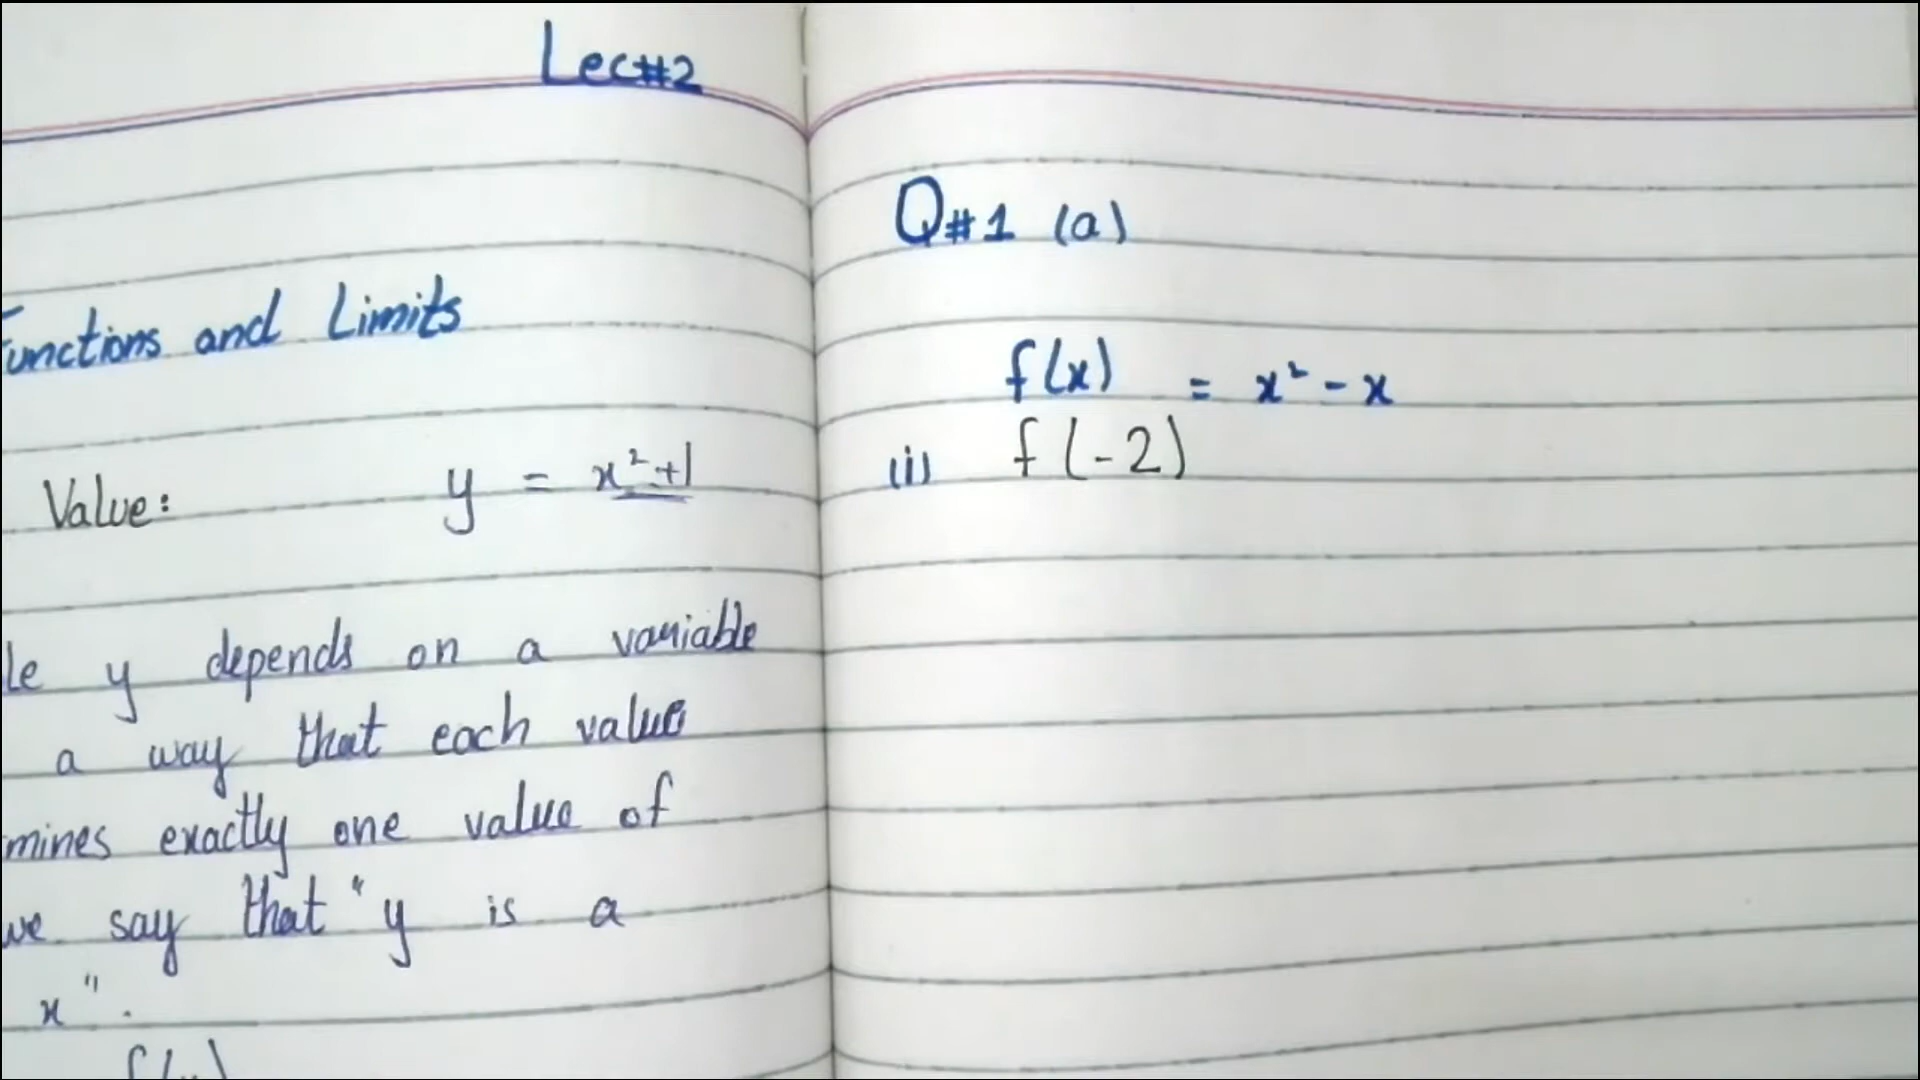 Lec#2
Functions and Limits
Value: y = x²+1
le y depends on a variable
a way that each value
mines exactly one value of
we say that "y is a
x".
Q#1 (a)
f(x) = x² - x
(i) f(-2)